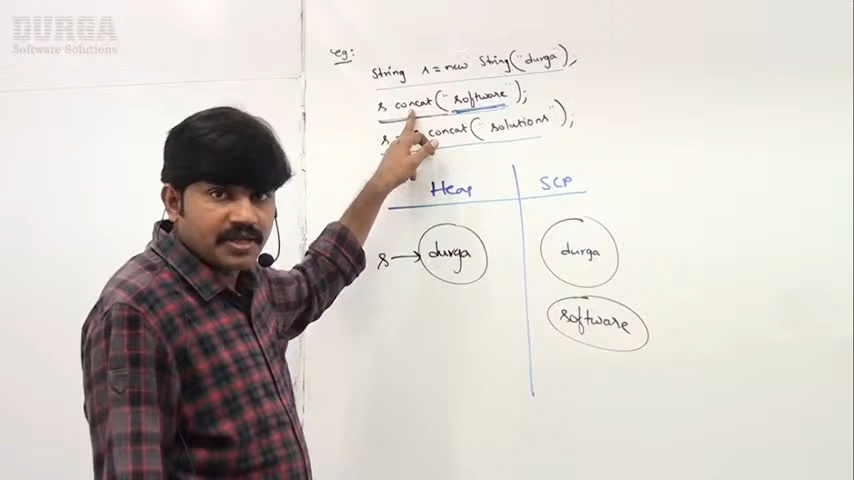 DURGA
Software Solutions
eg:
String s = new String("durga");
s concat("software");
s concat("solutions");
Heap SCP
s → durga durga
software